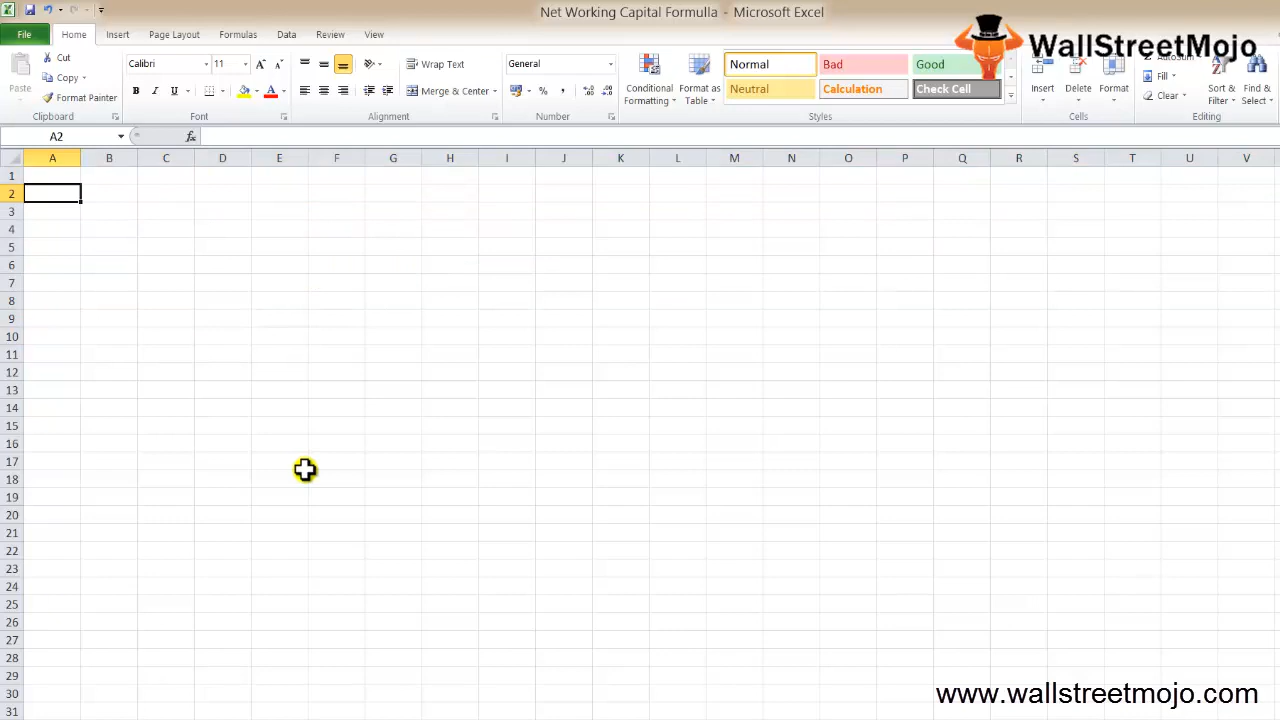 Net Working Capital Formulla - Microsoft Excel
File Home Insert Page Layout Formulas Data Review View
WallStreetMojo
Paste
Cut
Copy
Format Painter
Clipboard
Calibri 11
B I U
A
Font
Wrap Text
Merge & Center
Alignment
General
%
Number
Conditional Formatting
Format as Table
Normal Bad Good
Neutral Calculation Check Cell
Styles
Insert Delete Format
Cells
Fill
Clear
Sort & Filter
Find & Select
Editing
A2
fx
A B C D E F G H I J K L M N O P Q R S T U V
1
2
3
4
5
6
7
8
9
10
11
12
13
14
15
16
17
18
19
20
21
22
23
24
25
26
27
28
29
30
31
www.wallstreetmojo.com